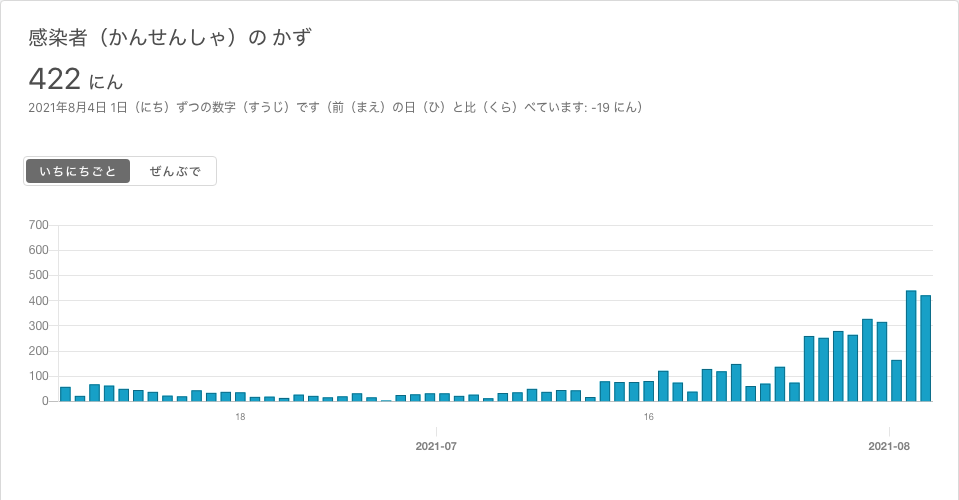 感染者（かんせんしゃ）の かず
422 にん
2021年8月4日 1日（にち）ずつの数字（すうじ）です（前（まえ）の日（ひ）と比（くら）べています: -19 にん）
いちにちごと ぜんぶで
700
600
500
400
300
200
100
0
18 16
2021-07 2021-08